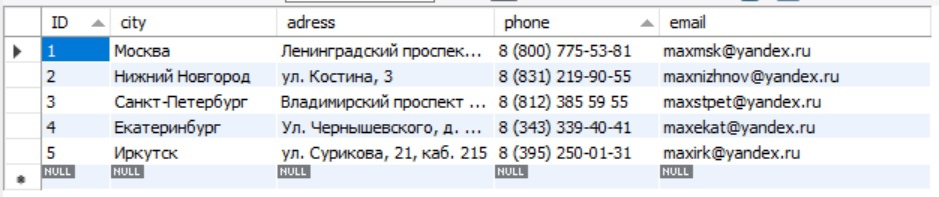 ID city adress phone email
1 Москва Ленинградский проспек... 8 (800) 775-53-81 maxmsk@yandex.ru
2 Нижний Новгород ул. Костина, 3 8 (831) 219-90-55 maxnizhnov@yandex.ru
3 Санкт-Петербург Владимирский проспект ... 8 (812) 385 59 55 maxstpet@yandex.ru
4 Екатеринбург Ул. Чернышевского, д. ... 8 (343) 339-40-41 maxekat@yandex.ru
5 Иркутск ул. Сурикова, 21, каб. 215 8 (395) 250-01-31 maxirk@yandex.ru
NULL NULL NULL NULL NULL